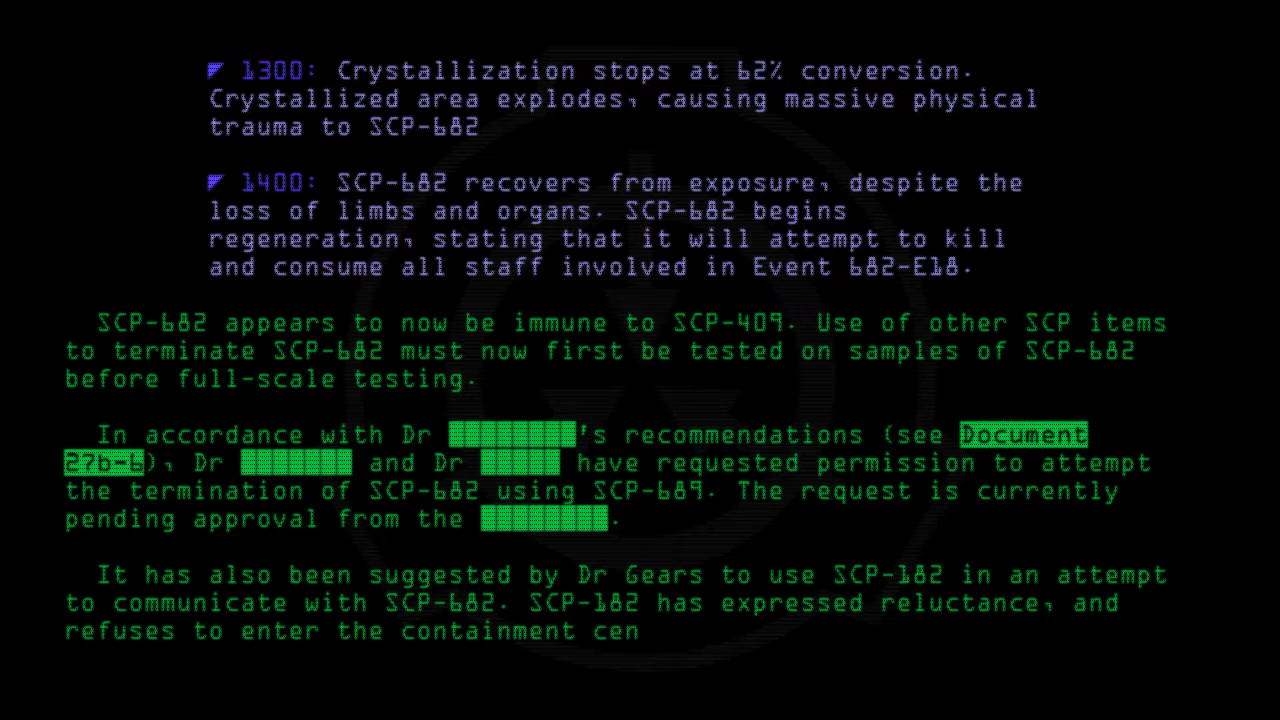 1300: Crystallization stops at 62% conversion.
Crystallized area explodes, causing massive physical
trauma to SCP-682
1400: SCP-682 recovers from exposure, despite the
loss of limbs and organs. SCP-682 begins
regeneration, stating that it will attempt to kill
and consume all staff involved in Event 682-E18.
SCP-682 appears to now be immune to SCP-409. Use of other SCP items
to terminate SCP-682 must now first be tested on samples of SCP-682
before full-scale testing.
In accordance with Dr ████████'s recommendations (see Document
27b-6), Dr ███████ and Dr █████ have requested permission to attempt
the termination of SCP-682 using SCP-689. The request is currently
pending approval from the ████████.
It has also been suggested by Dr Gears to use SCP-182 in an attempt
to communicate with SCP-682. SCP-182 has expressed reluctance, and
refuses to enter the containment cen